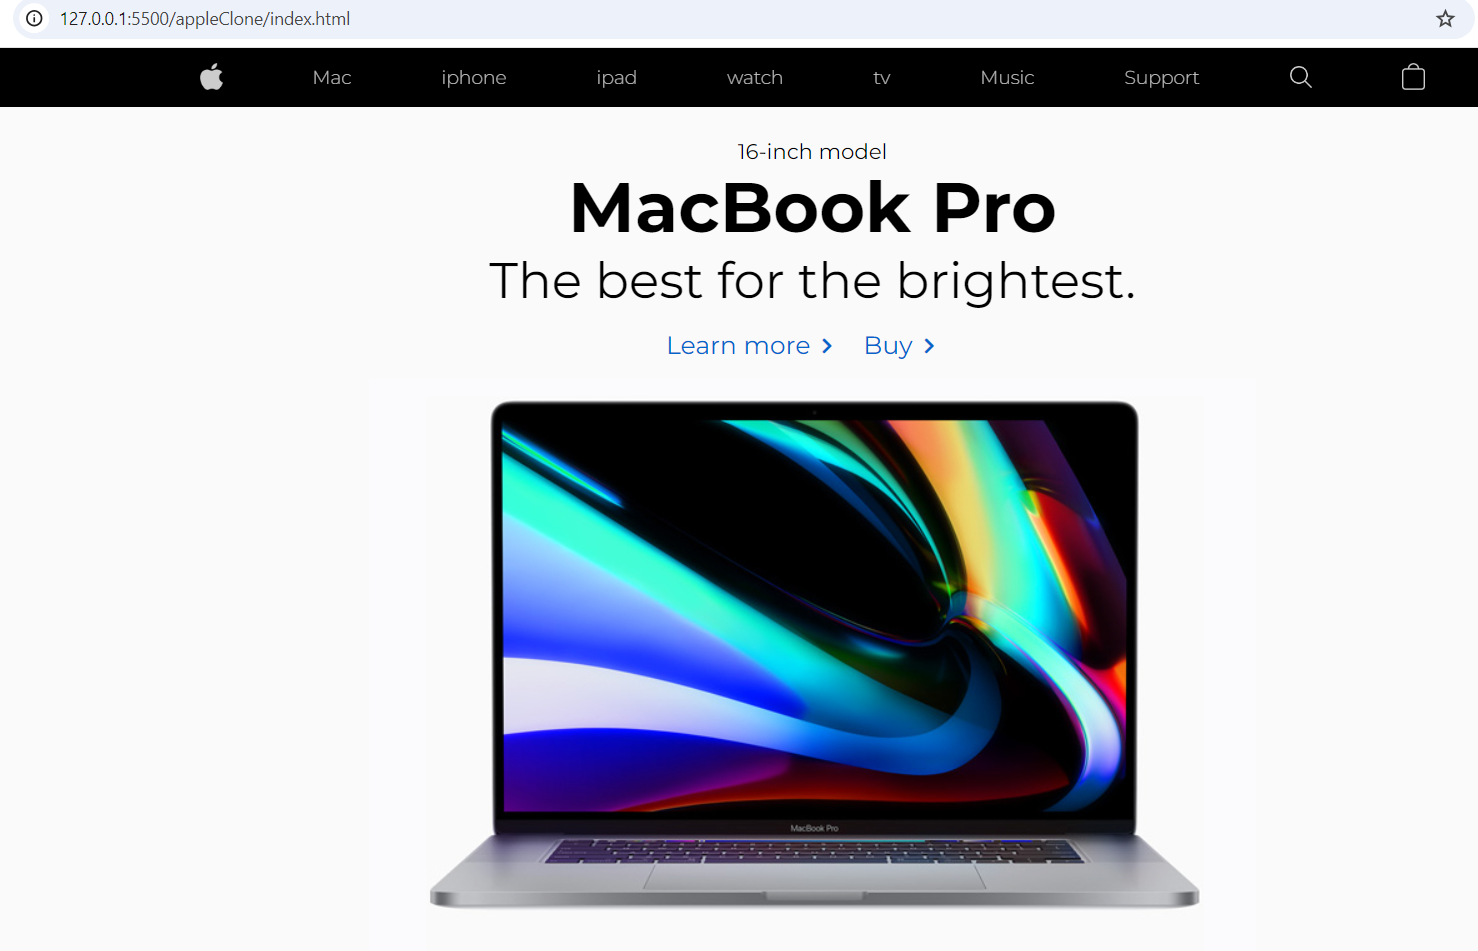 127.0.0.1:5500/appleClone/index.html
Mac iphone ipad watch tv Music Support
16-inch model
MacBook Pro
The best for the brightest.
Learn more Buy
MacBook Pro